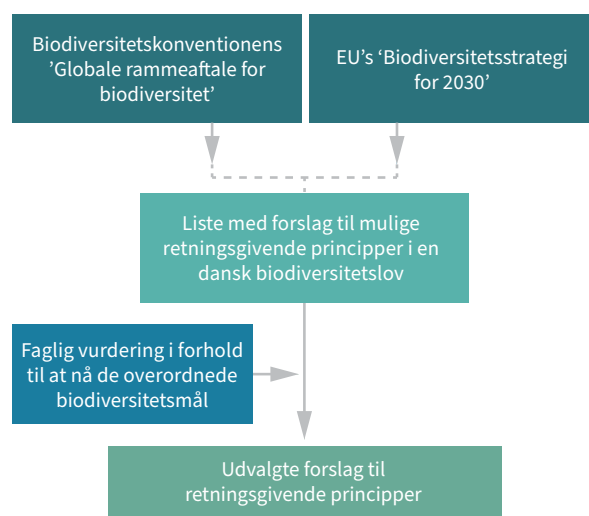 Biodiversitetskonventionens
’Globale rammeaftale for
biodiversitet’
EU’s ‘Biodiversitetsstrategi
for 2030’
Liste med forslag til mulige
retningsgivende principper i en
dansk biodiversitetslov
Faglig vurdering i forhold
til at nå de overordnede
biodiversitetsmål
Udvalgte forslag til
retningsgivende principper